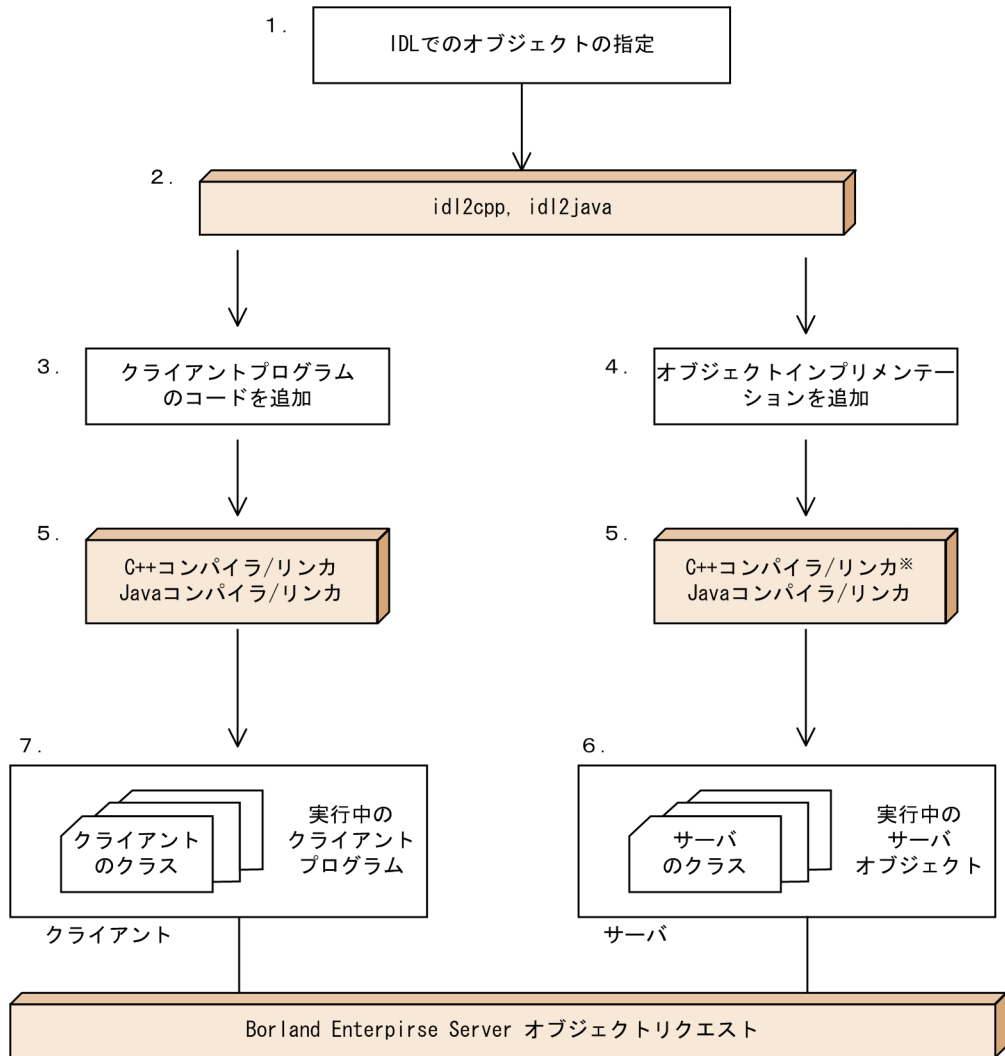 1.
IDLでのオブジェクトの指定
2.
idl2cpp, idl2java
3.
クライアントプログラム
のコードを追加
4.
オブジェクトインプリメンテー
ションを追加
5.
C++コンパイラ/リンカ
Javaコンパイラ/リンカ
5.
C++コンパイラ/リンカ※
Javaコンパイラ/リンカ
7.
クライアント
のクラス
実行中の
クライアント
プログラム
クライアント
6.
サーバ
のクラス
実行中の
サーバ
オブジェクト
サーバ
Borland Enterpirse Server オブジェクトリクエスト